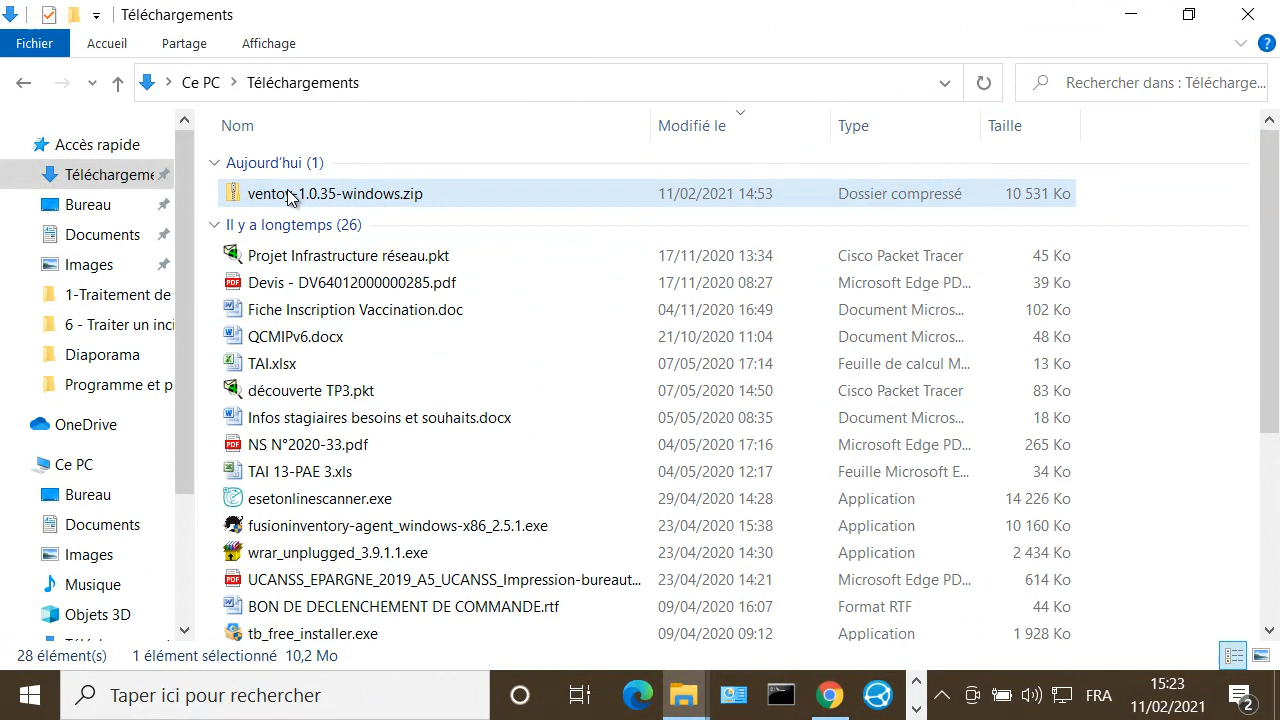 Téléchargements
Fichier Accueil Partage Affichage
Ce PC Téléchargements Rechercher dans : Télécharge...
Nom Modifié le Type Taille
Accès rapide
Téléchargeme
Bureau
Documents
Images
1-Traitement de
6 - Traiter un inci
Diaporama
Programme et p
OneDrive
Ce PC
Bureau
Documents
Images
Musique
Objets 3D
Aujourd'hui (1)
-1.0.35-windows.zip 11/02/2021 14:53 Dossier compressé 10 531 Ko
Il y a longtemps (26)
Projet Infrastructure réseau.pkt 17/11/2020 13:34 Cisco Packet Tracer 45 Ko
Devis - DV64012000000285.pdf 17/11/2020 08:27 Microsoft Edge PD... 39 Ko
Fiche Inscription Vaccination.doc 04/11/2020 16:49 Document Micros... 102 Ko
QCMIPv6.docx 21/10/2020 11:04 Document Micros... 48 Ko
TAI.xlsx 07/05/2020 17:14 Feuille de calcul M... 13 Ko
découverte TP3.pkt 07/05/2020 14:50 Cisco Packet Tracer 83 Ko
Infos stagiaires besoins et souhaits.docx 05/05/2020 08:35 Document Micros... 18 Ko
NS N°2020-33.pdf 04/05/2020 17:16 Microsoft Edge PD... 265 Ko
TAI 13-PAE 3.xls 04/05/2020 12:17 Feuille Microsoft E... 34 Ko
esetonlinescanner.exe 29/04/2020 14:28 Application 14 226 Ko
fusioninventory-agent_windows-x86_2.5.1.exe 23/04/2020 15:38 Application 10 160 Ko
wrar_unplugged_3.9.1.1.exe 23/04/2020 14:30 Application 2 434 Ko
UCANSS_EPARGNE_2019_A5_UCANSS_Impression-bureaut... 23/04/2020 14:21 Microsoft Edge PD... 614 Ko
BON DE DECLENCHEMENT DE COMMANDE.rtf 09/04/2020 16:07 Format RTF 44 Ko
tb_free_installer.exe 09/04/2020 09:12 Application 1 928 Ko
28 élément(s) 1 élément sélectionné 10,2 Mo
Taper ici pour rechercher
FRA
15:23
11/02/2021
2